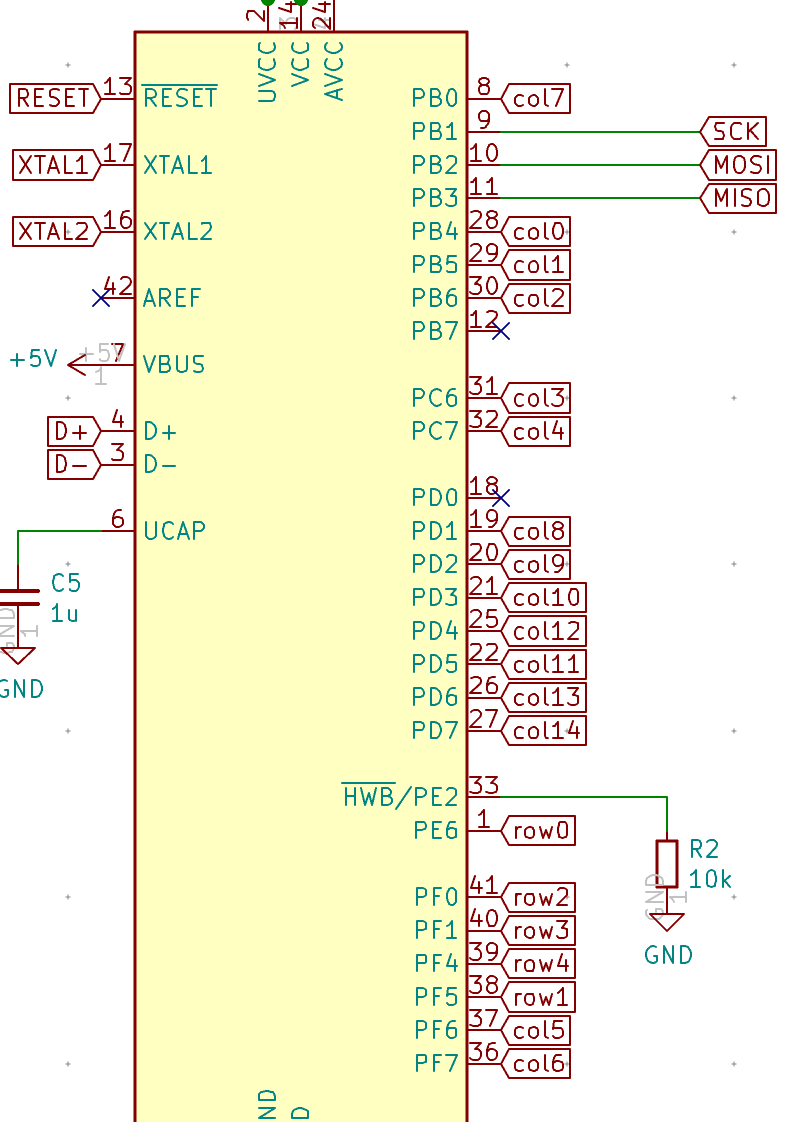 2 14 24
UVCC VCC AVCC
RESET 13 RESET PB0 8 col7
PB1 9 SCK
XTAL1 17 XTAL1 PB2 10 MOSI
PB3 11 MISO
XTAL2 16 XTAL2 PB4 28 col0
PB5 29 col1
42 AREF PB6 30 col2
PB7 12
+5V +5V 7 VBUS
1
PC6 31 col3
D+ 4 D+ PC7 32 col4
D- 3 D-
PD0 18
6 UCAP PD1 19 col8
PD2 20 col9
C5 PD3 21 col10
1u
GND 1 PD4 25 col12
PD5 22 col11
GND PD6 26 col13
PD7 27 col14
HWB/PE2 33
PE6 1 row0
R2
10k
GND 1
PF0 41 row2
PF1 40 row3
GND
PF4 39 row4
PF5 38 row1
PF6 37 col5
PF7 36 col6
ND D